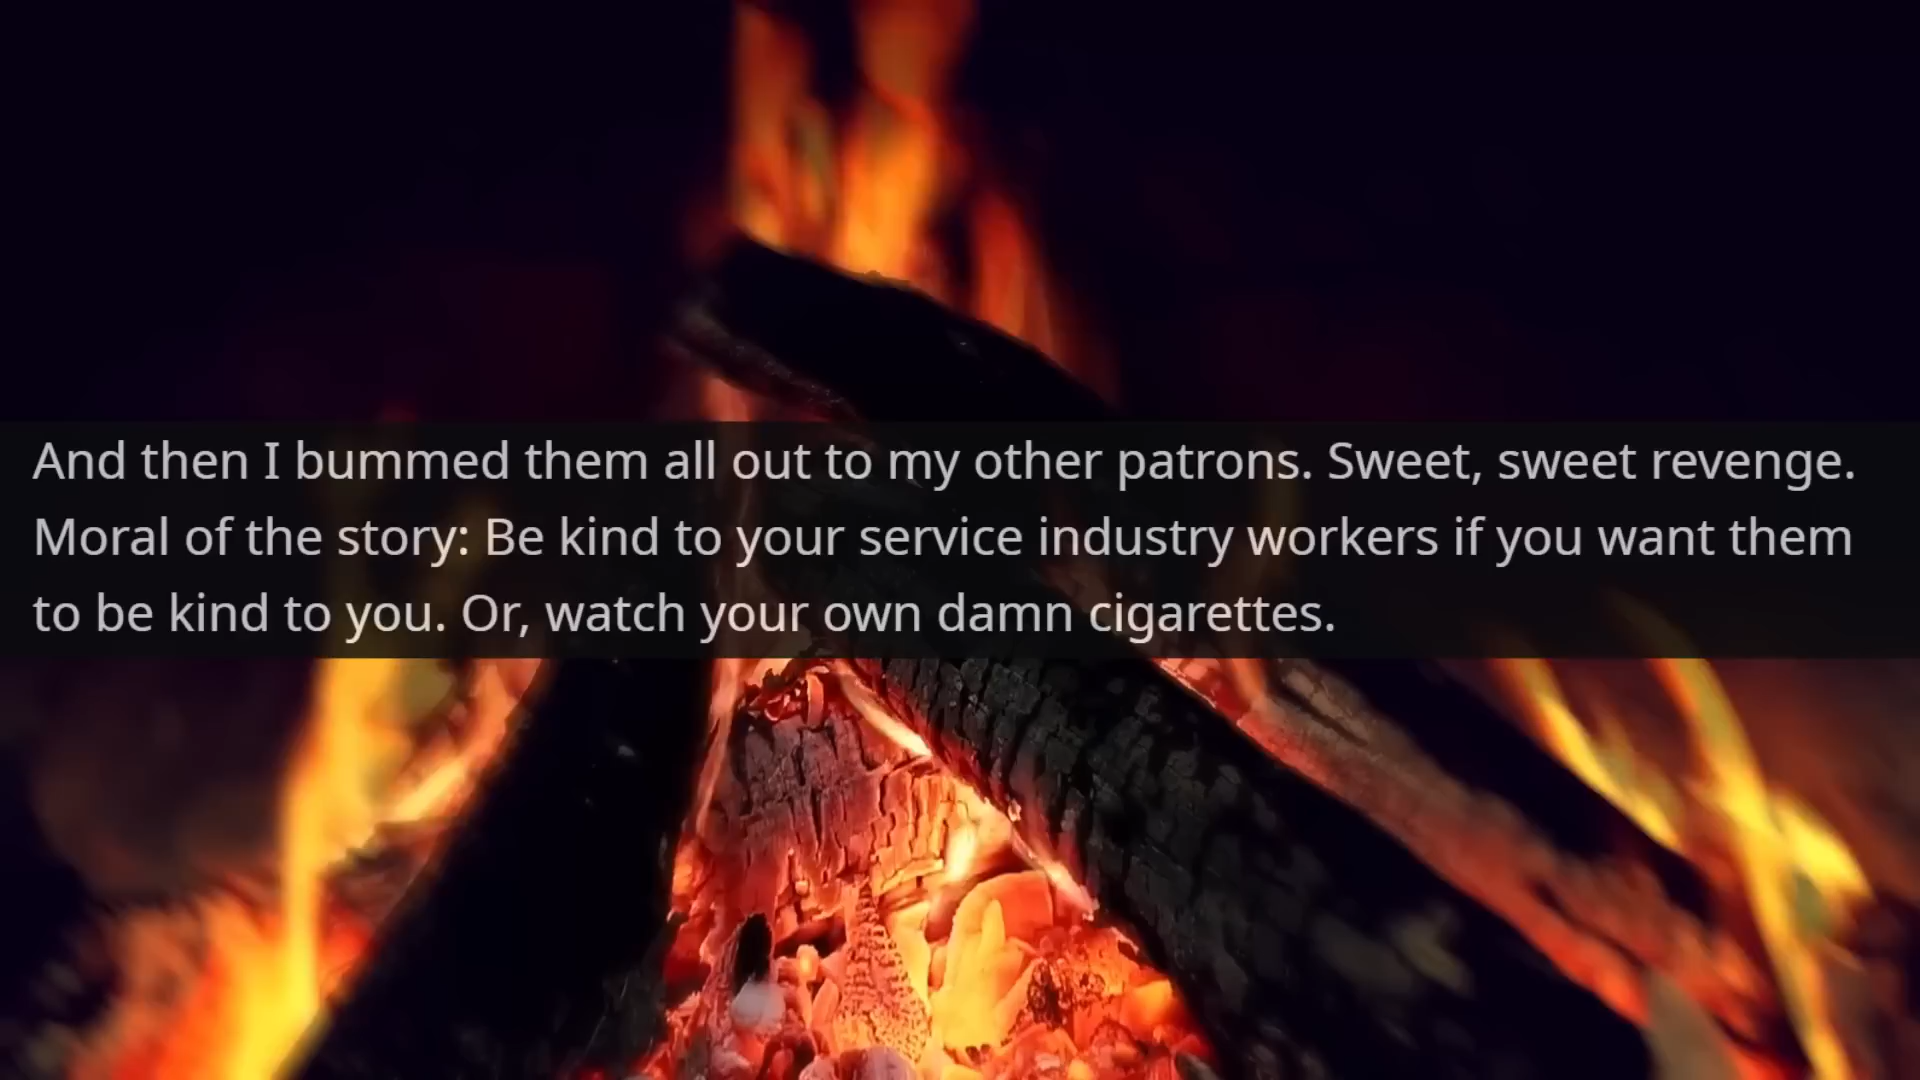 And then I bummed them all out to my other patrons. Sweet, sweet revenge.
Moral of the story: Be kind to your service industry workers if you want them
to be kind to you. Or, watch your own damn cigarettes.